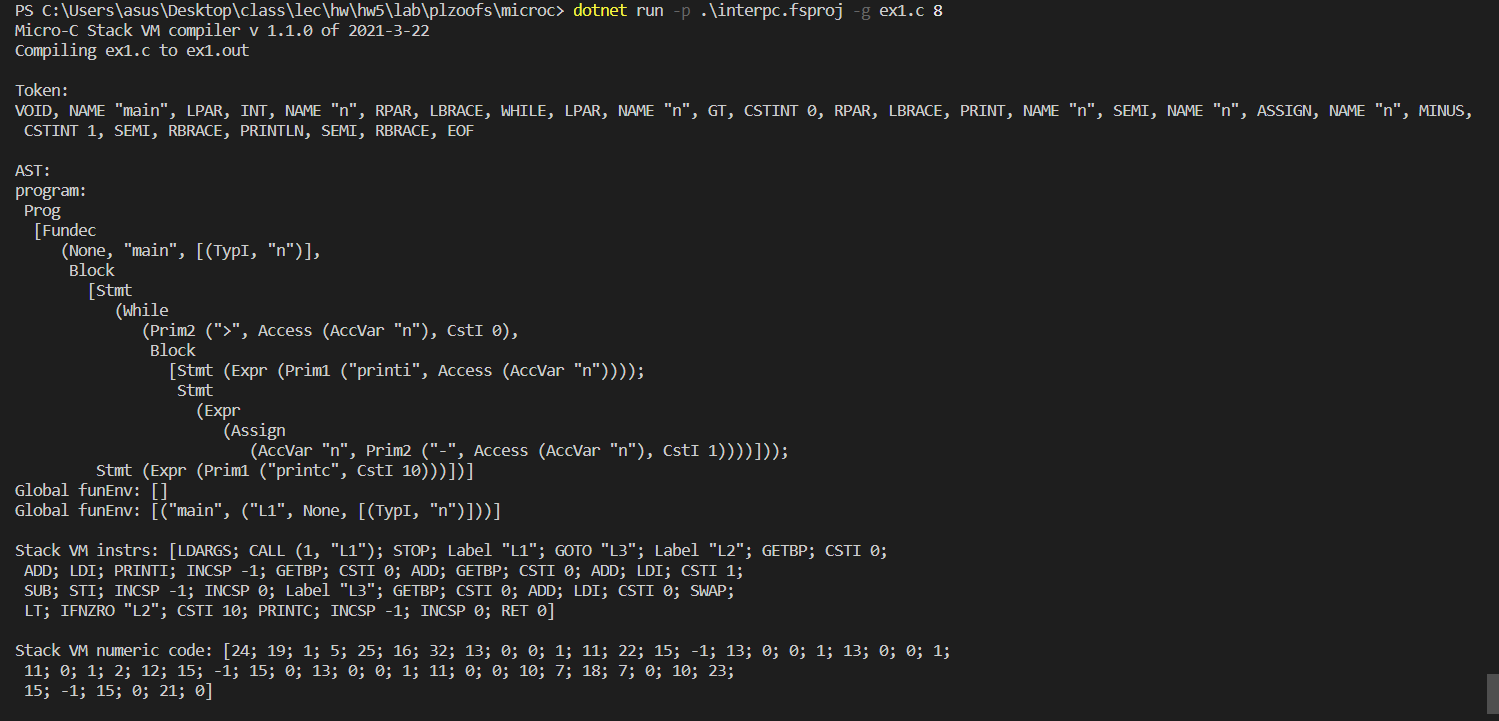 PS C:\Users\asus\Desktop\class\lec\hw\hw5\lab\plzoofs\microc> dotnet run -p .\interpc.fsproj -g ex1.c 8
Micro-C Stack VM compiler v 1.1.0 of 2021-3-22
Compiling ex1.c to ex1.out
Token:
VOID, NAME "main", LPAR, INT, NAME "n", RPAR, LBRACE, WHILE, LPAR, NAME "n", GT, CSTINT 0, RPAR, LBRACE, PRINT, NAME "n", SEMI, NAME "n", ASSIGN, NAME "n", MINUS,
CSTINT 1, SEMI, RBRACE, PRINTLN, SEMI, RBRACE, EOF
AST:
program:
Prog
[Fundec
(None, "main", [(TypI, "n")],
Block
[Stmt
(While
(Prim2 (">", Access (AccVar "n"), CstI 0),
Block
[Stmt (Expr (Prim1 ("printi", Access (AccVar "n"))));
Stmt
(Expr
(Assign
(AccVar "n", Prim2 ("-", Access (AccVar "n"), CstI 1))))]));
Stmt (Expr (Prim1 ("printc", CstI 10)))])]
Global funEnv: []
Global funEnv: [("main", ("L1", None, [(TypI, "n")]))]
Stack VM instrs: [LDARGS; CALL (1, "L1"); STOP; Label "L1"; GOTO "L3"; Label "L2"; GETBP; CSTI 0;
ADD; LDI; PRINTI; INCSP -1; GETBP; CSTI 0; ADD; GETBP; CSTI 0; ADD; LDI; CSTI 1;
SUB; STI; INCSP -1; INCSP 0; Label "L3"; GETBP; CSTI 0; ADD; LDI; CSTI 0; SWAP;
LT; IFNZRO "L2"; CSTI 10; PRINTC; INCSP -1; INCSP 0; RET 0]
Stack VM numeric code: [24; 19; 1; 5; 25; 16; 32; 13; 0; 0; 1; 11; 22; 15; -1; 13; 0; 0; 1; 13; 0; 0; 1;
11; 0; 1; 2; 12; 15; -1; 15; 0; 13; 0; 0; 1; 11; 0; 0; 10; 7; 18; 7; 0; 10; 23;
15; -1; 15; 0; 21; 0]